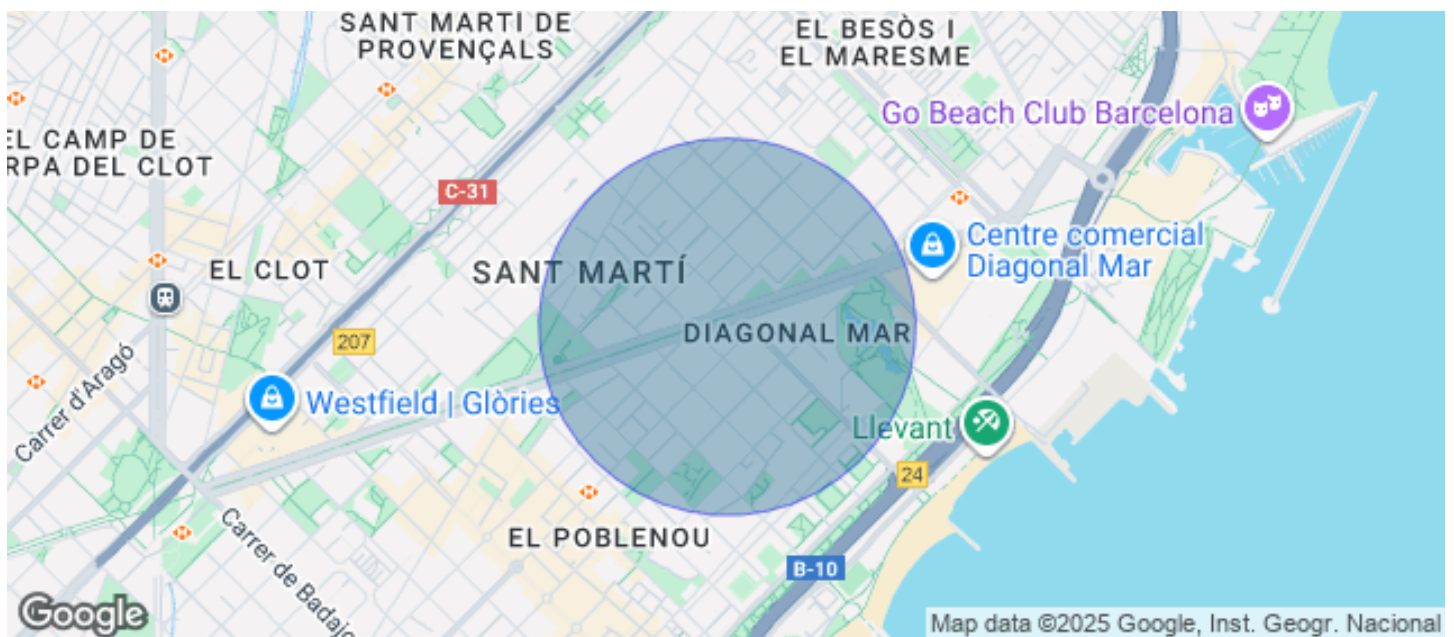 SANT MARTÍ DE
PROVENÇALS
EL BESÒS I
EL MARESME
Go Beach Club Barcelona
EL CAMP DE
RPA DEL CLOT
C-31
Centre comercial
Diagonal Mar
EL CLOT
SANT MARTÍ
207
DIAGONAL MAR
Carrer d'Aragó
Westfield | Glòries
Llevant
24
EL POBLENOU
Carrer de Badajo
B-10
Google
Map data ©2025 Google, Inst. Geogr. Nacional